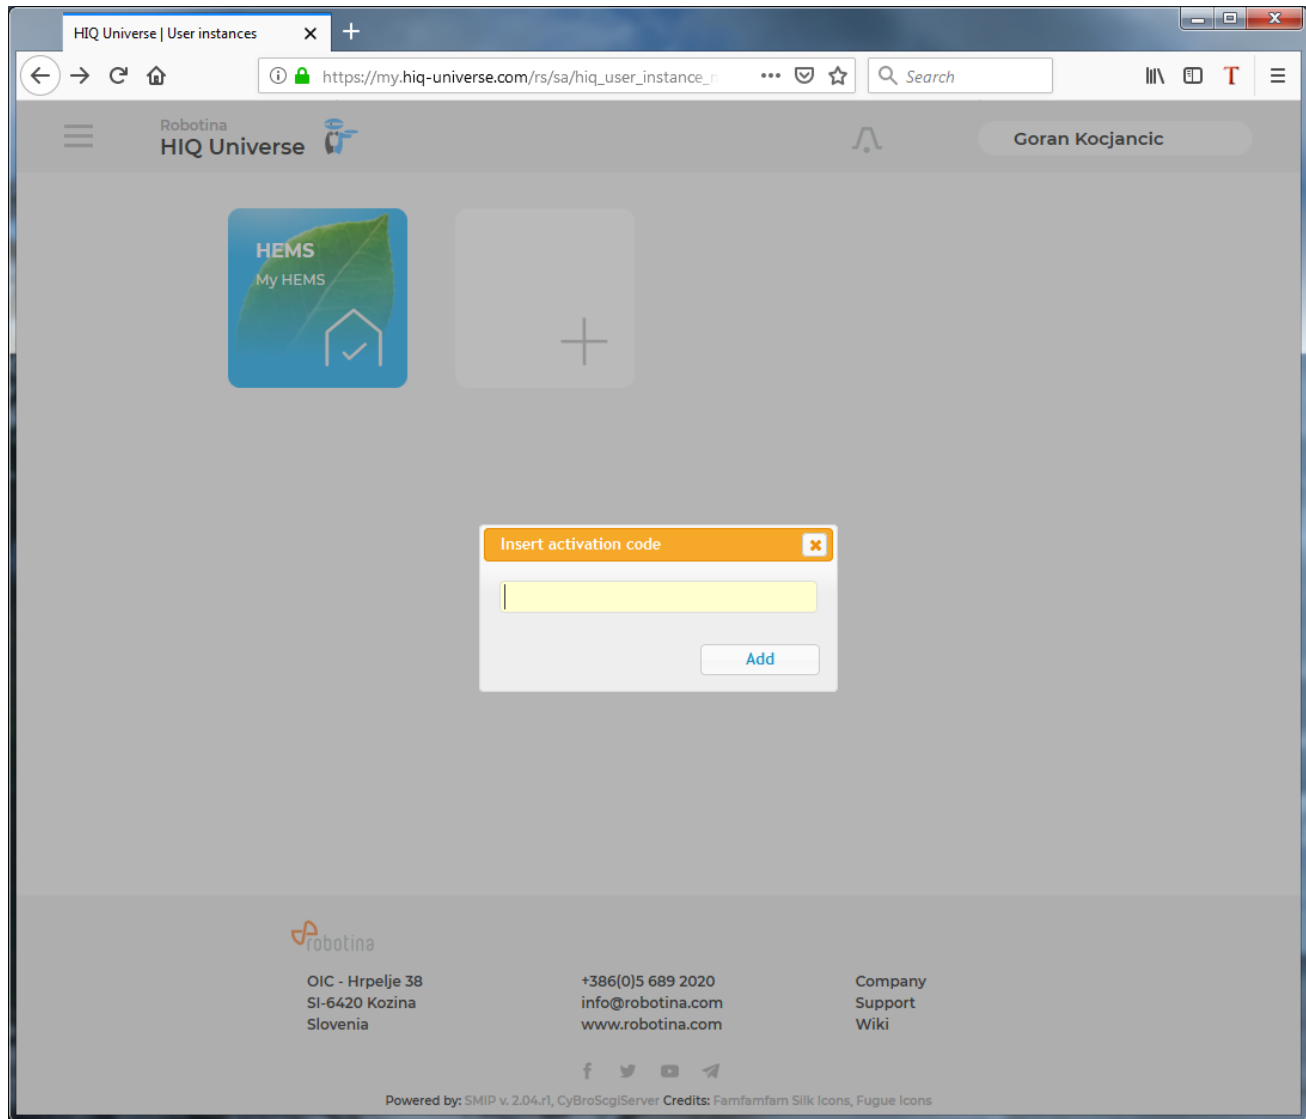 HIQ Universe | User instances
https://my.hiq-universe.com/rs/sa/hiq_user_instance_
Search
T
Robotina
HIQ Universe
Goran Kocjancic
HEMS
My HEMS
Insert activation code
Add
robotina
OIC - Hrpelje 38
SI-6420 Kozina
Slovenia
+386(0)5 689 2020
info@robotina.com
www.robotina.com
Company
Support
Wiki
Powered by: SMIP v. 2.04.r1, CyBroScgiServer Credits: Famfamfam Silk Icons, Fugue Icons